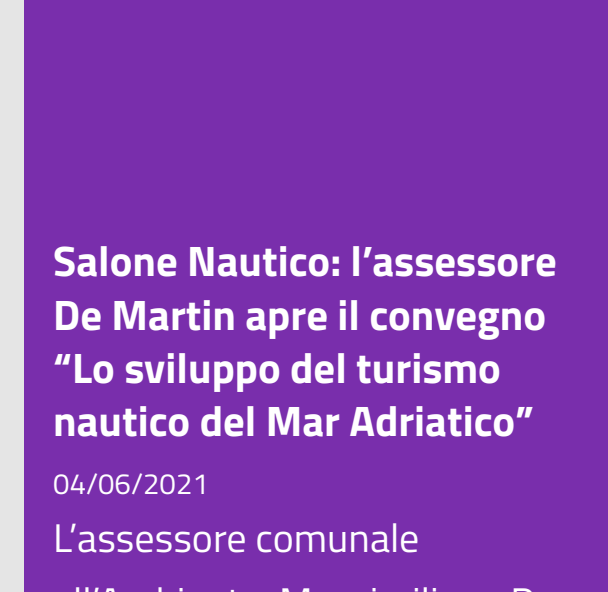 Salone Nautico: l’assessore
De Martin apre il convegno
“Lo sviluppo del turismo
nautico del Mar Adriatico”
04/06/2021
L’assessore comunale